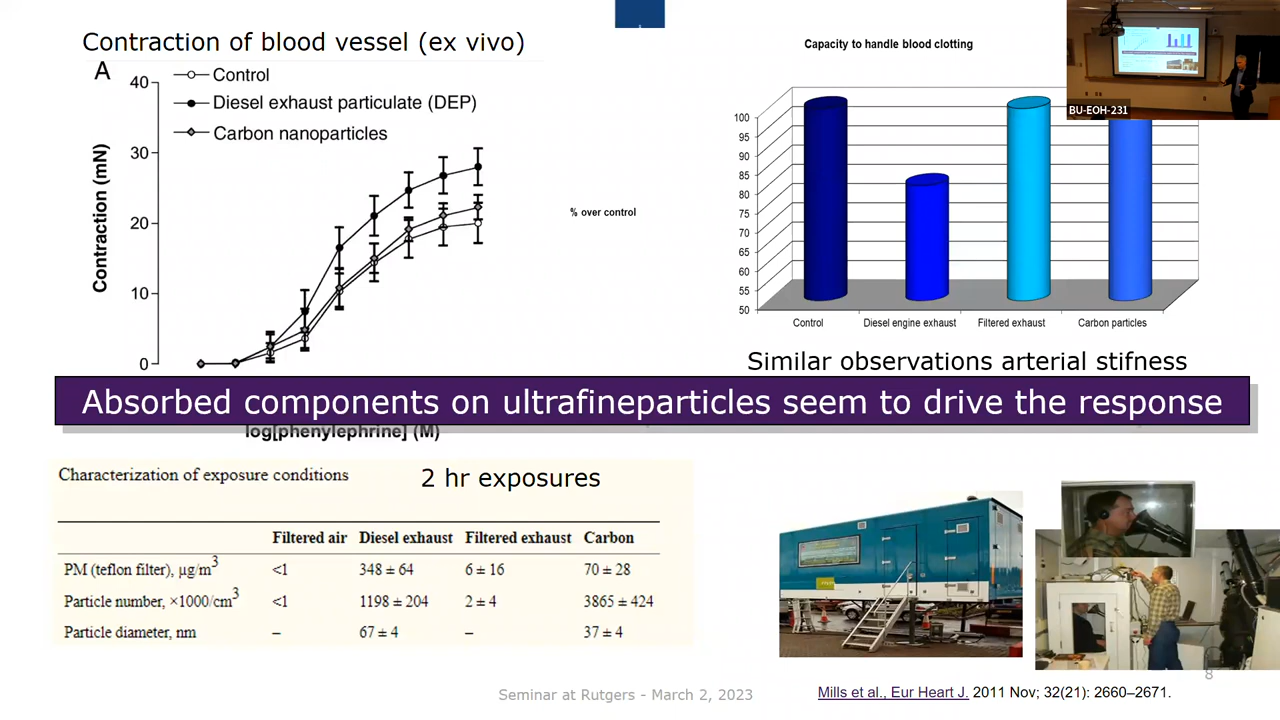 Contraction of blood vessel (ex vivo)
A
Control
Diesel exhaust particulate (DEP)
Carbon nanoparticles
40
30
20
10
0
Contraction (mN)
log[phenylephrine] (M)
Capacity to handle blood clotting
BU-EOH-231
% over control
100
95
90
85
80
75
70
65
60
55
50
Control Diesel engine exhaust Filtered exhaust Carbon particles
Similar observations arterial stifness
Absorbed components on ultrafineparticles seem to drive the response
Characterization of exposure conditions
2 hr exposures
Filtered air Diesel exhaust Filtered exhaust Carbon
PM (teflon filter), µg/m3 <1 348 ± 64 6 ± 16 70 ± 28
Particle number, ×1000/cm3 <1 1198 ± 204 2 ± 4 3865 ± 424
Particle diameter, nm – 67 ± 4 – 37 ± 4
8
Seminar at Rutgers - March 2, 2023
Mills et al., Eur Heart J. 2011 Nov; 32(21): 2660–2671.